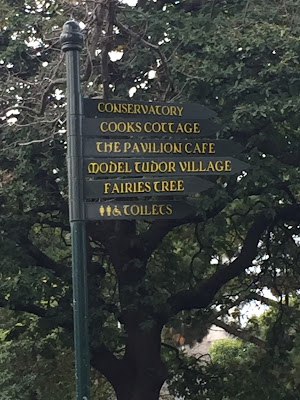 CONSERVATORY
COOKS COTTAGE
THE PAVILION CAFE
MODEL TUDOR VILLAGE
FAIRIES TREE
TOILETS